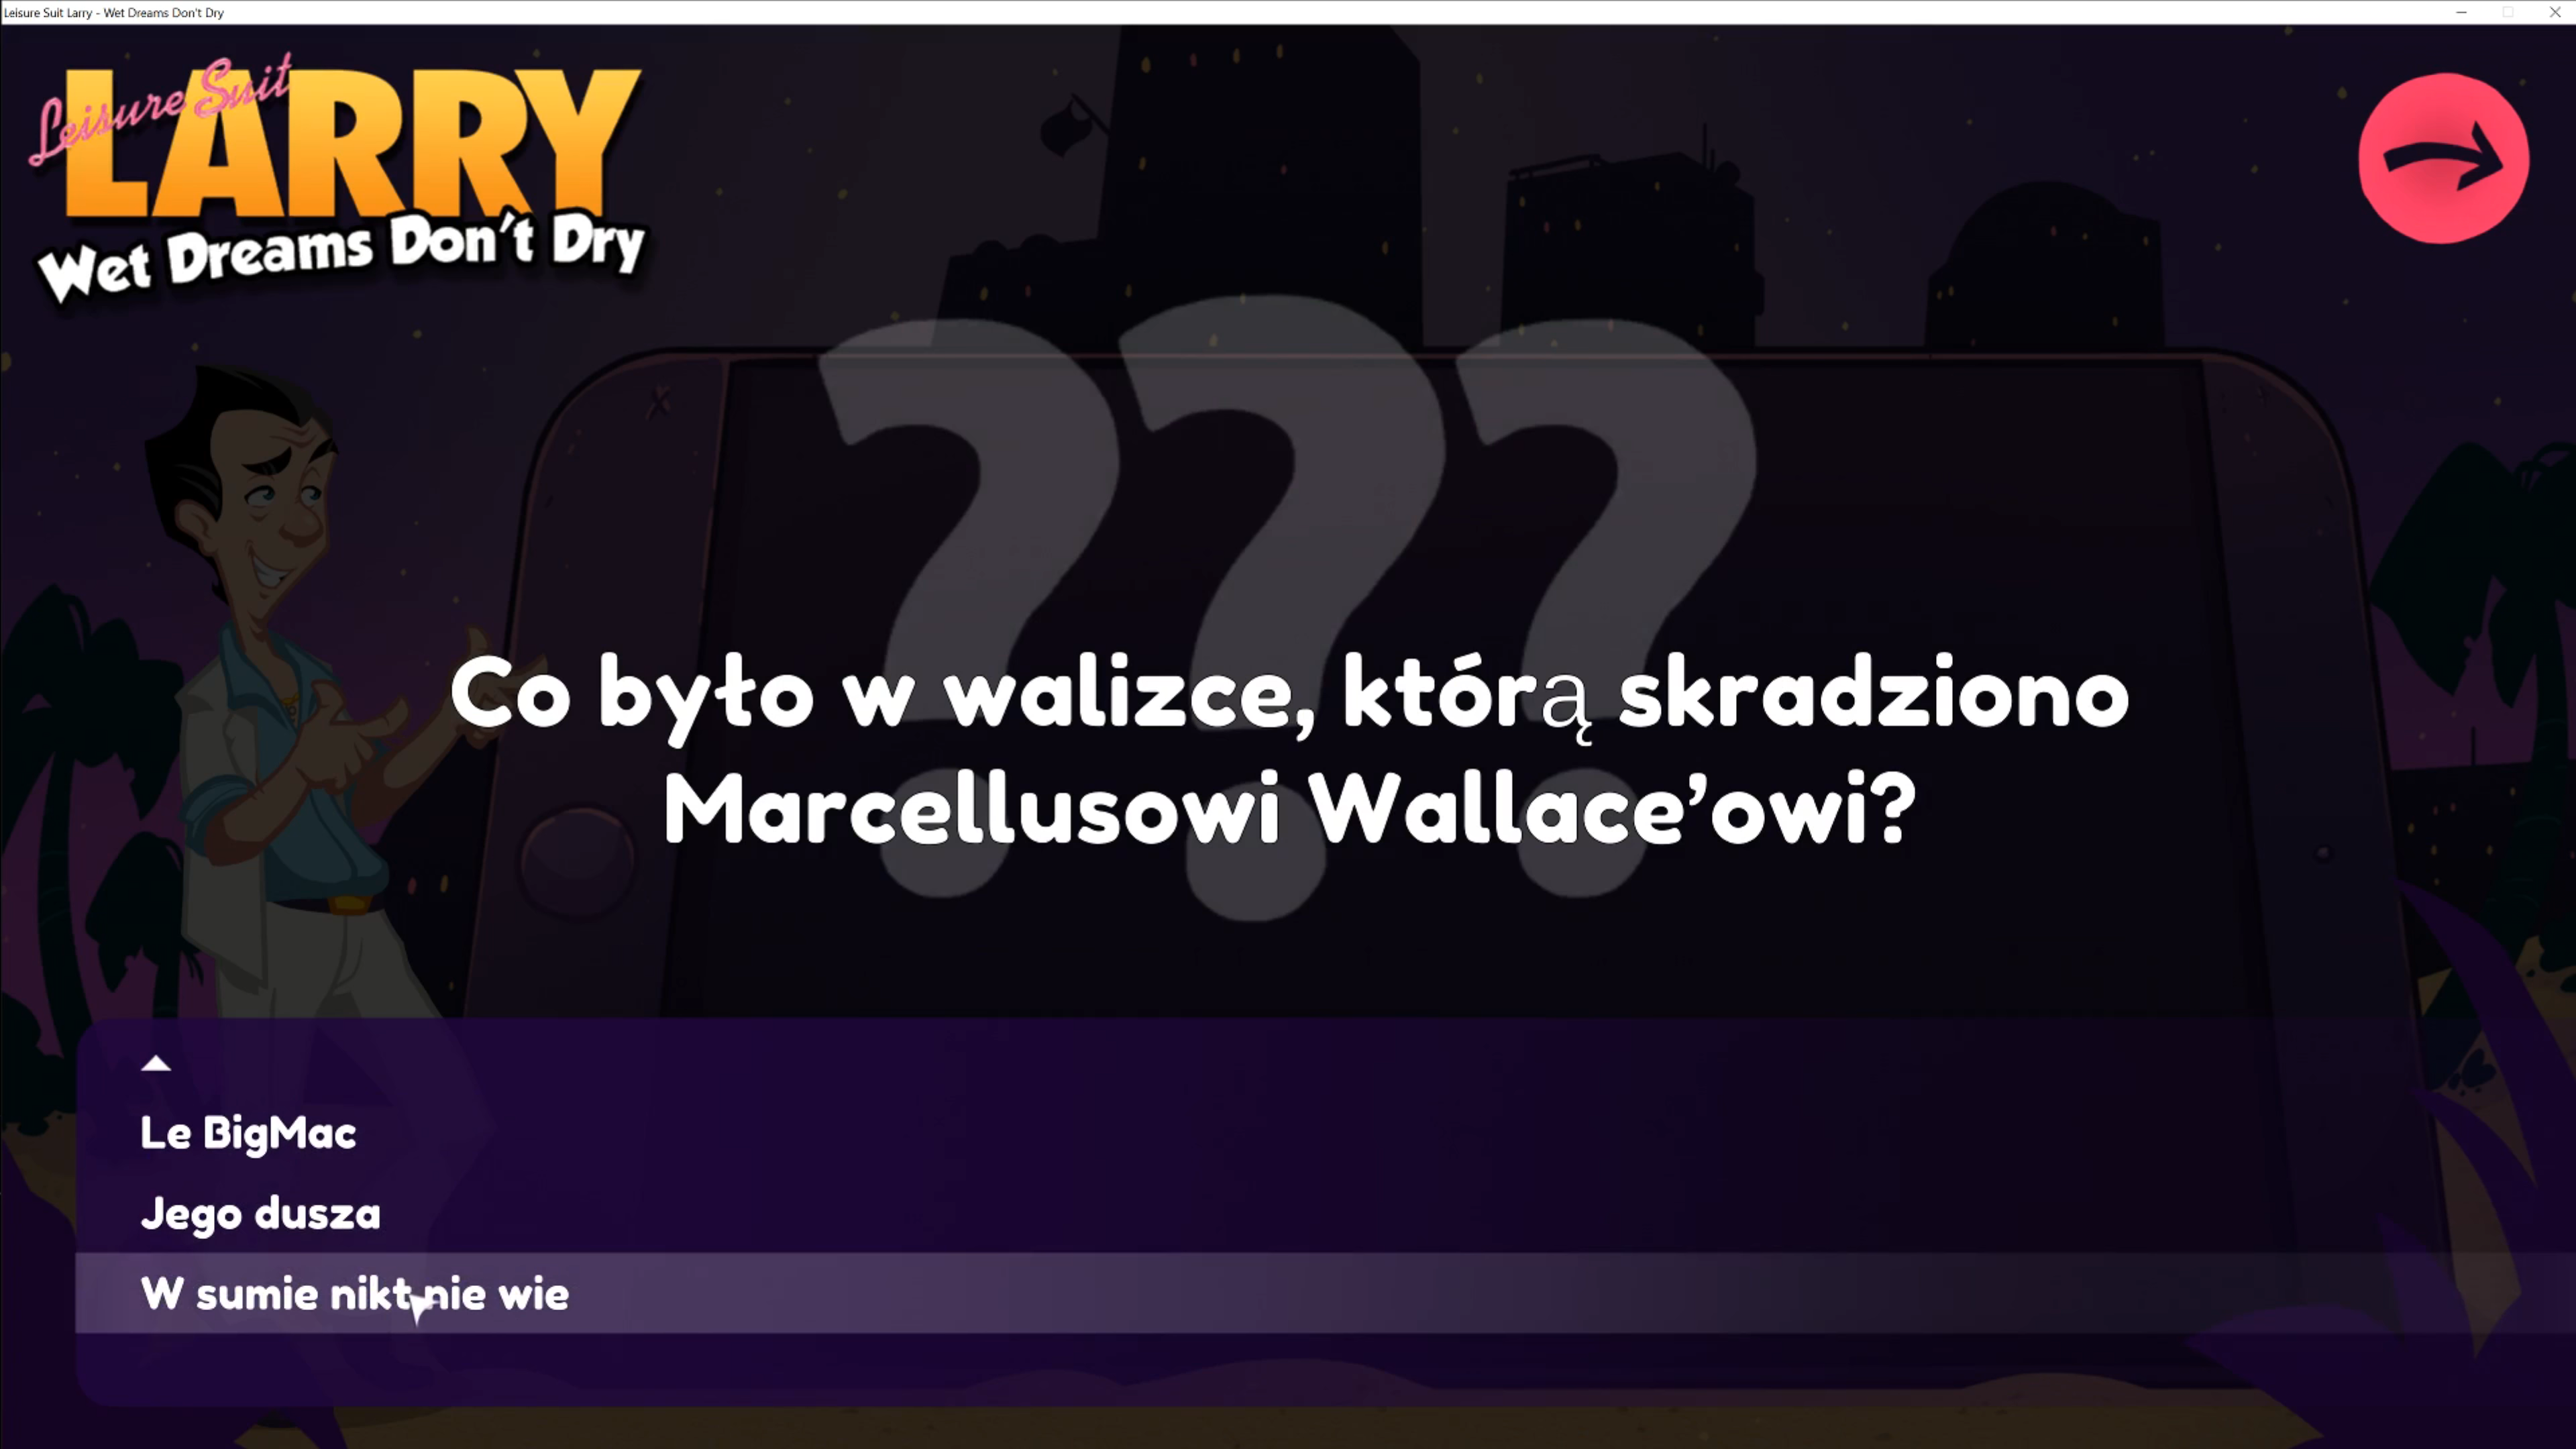 Leisure Suit Larry - Wet Dreams Don't Dry
Leisure Suit
LARRY
Wet Dreams Don't Dry
Co było w walizce, którą skradziono
Marcellusowi Wallace’owi?
Le BigMac
Jego dusza
W sumie nikt nie wie